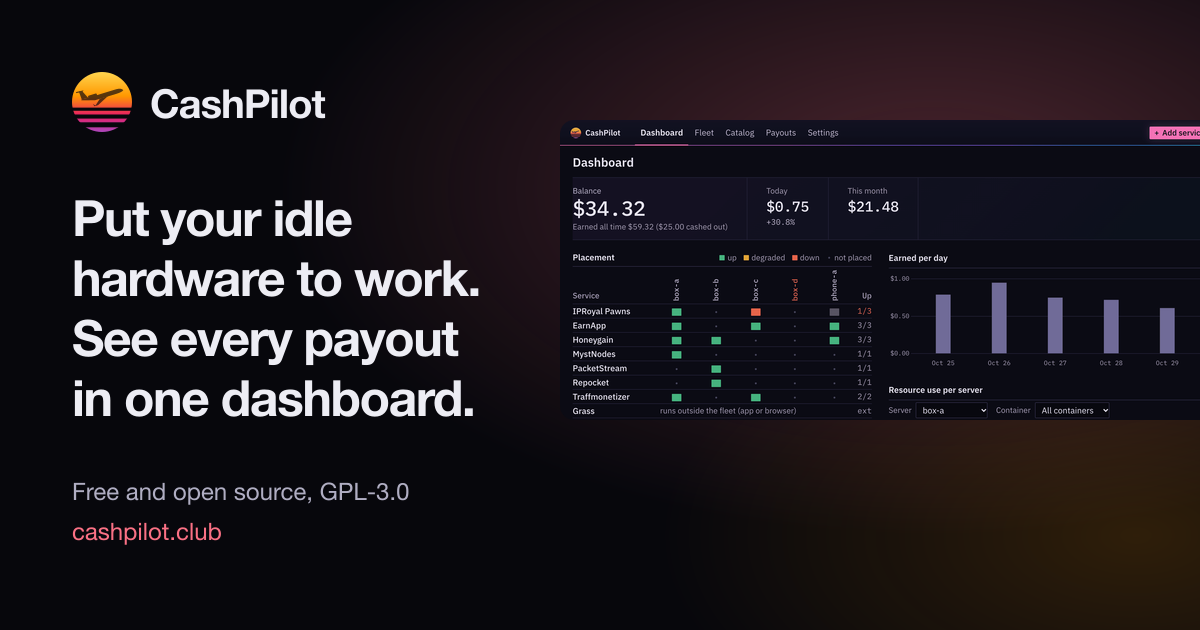 CashPilot
Put your idle
hardware to work.
See every payout
in one dashboard.
Free and open source, GPL-3.0
cashpilot.club
CashPilot Dashboard Fleet Catalog Payouts Settings + Add servic
Dashboard
Balance Today This month
$34.32 $0.75 $21.48
Earned all time $59.32 ($25.00 cashed out) +30.8%
Placement up degraded down · not placed
Service box-a box-b box-c box-d phone-a Up
IPRoyal Pawns · · 1/3
EarnApp · · 3/3
Honeygain · · 3/3
MystNodes · · · · 1/1
PacketStream · · · · 1/1
Repocket · · · · 1/1
Traffmonetizer · · · 2/2
Grass runs outside the fleet (app or browser) ext
Earned per day
$1.00
$0.50
$0.00
Oct 25 Oct 26 Oct 27 Oct 28 Oct 29
Resource use per server
Server box-a Container All containers